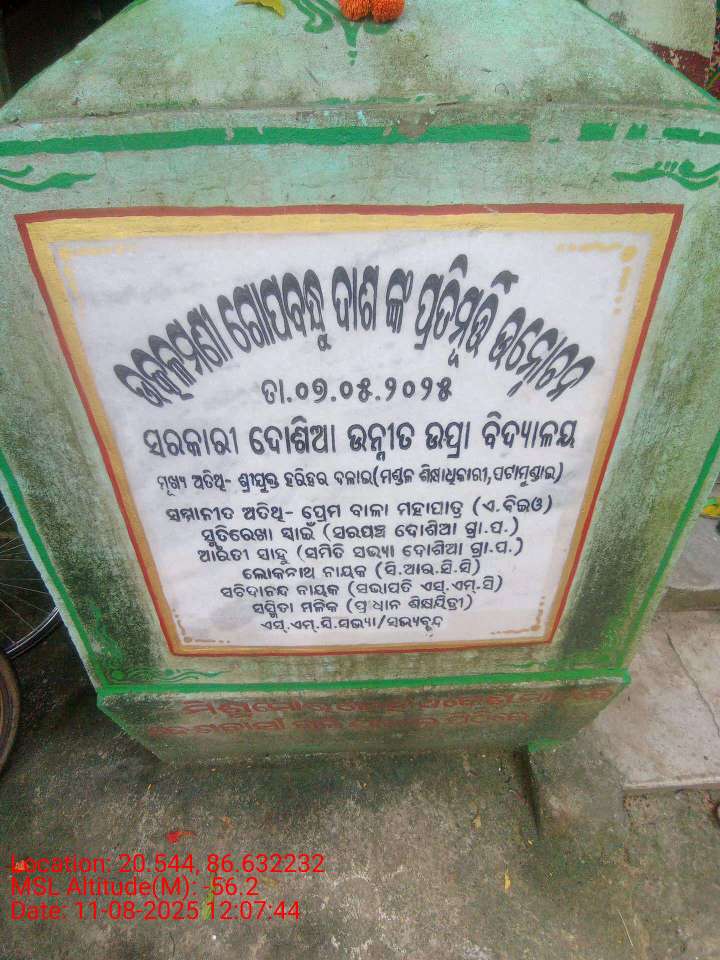 ଉତ୍କଳମଣୀ ଗୋପବନ୍ଧୁ ଦାଶ ଙ୍କ ପ୍ରତିମୂର୍ତ୍ତି ଉନ୍ମୋଚନ
ତା.୦୭.୦୫.୨୦୨୫
ସରକାରୀ ଦୋଶିଆ ଉନ୍ନୀତ ଉପ୍ରା ବିଦ୍ୟାଳୟ
ମୂଖ୍ୟ ଅତିଥି- ଶ୍ରୀଯୁକ୍ତ ହରିହର ବଳାର(ମଣ୍ଡଳ ଶିକ୍ଷାଧିକାରୀ,ପଟ୍ଟାମୁଣ୍ଡାଇ)
ସମ୍ମାନୀତ ଅତିଥି- ପ୍ରେମ ବାଳା ମହାପାତ୍ର (ଏ.ବିଇଓ)
ସ୍ମୃତିରେଖା ସ୍ୱାଇଁ (ସରପଞ୍ଚ ଦୋଶିଆ ଗ୍ରା.ପ.)
ଆରତୀ ସାହୁ (ସମିତି ସଭ୍ୟା ଦୋଶିଆ ଗ୍ରା.ପ.)
ଲୋକନାଥ ନାୟକ (ସି.ଆର.ସି.ସି)
ସଚିଦାନନ୍ଦ ନାୟକ (ସଭାପତି ଏସ୍.ଏମ୍.ସି)
ସସ୍ମିତା ମଳିକ (ପ୍ରଧାନ ଶିକ୍ଷୟିତ୍ରୀ)
ଏସ୍.ଏମ୍.ସି.ସଭ୍ୟା/ସଭ୍ୟବୃନ୍ଦ
Location: 20.544, 86.632232
MSL Altitude(M): -56.2
Date: 11-08-2025 12:07:44